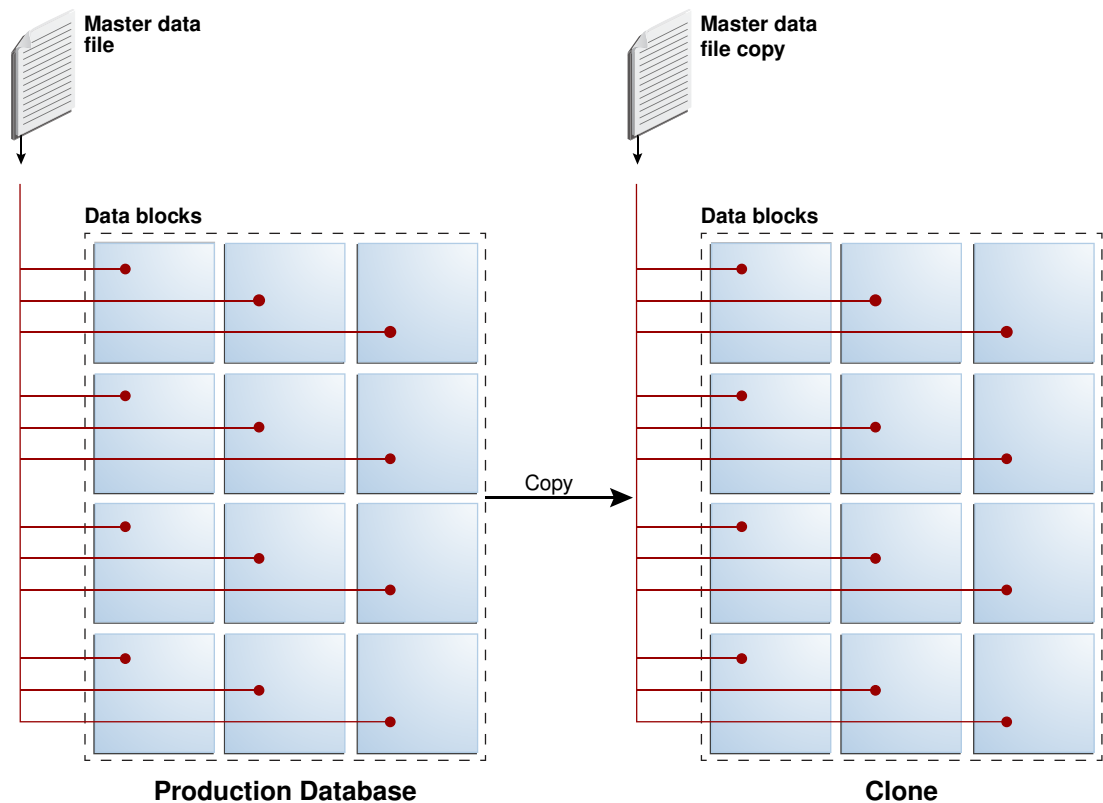 Master data
file
Master data
file copy
Data blocks
Data blocks
Copy
Production Database
Clone